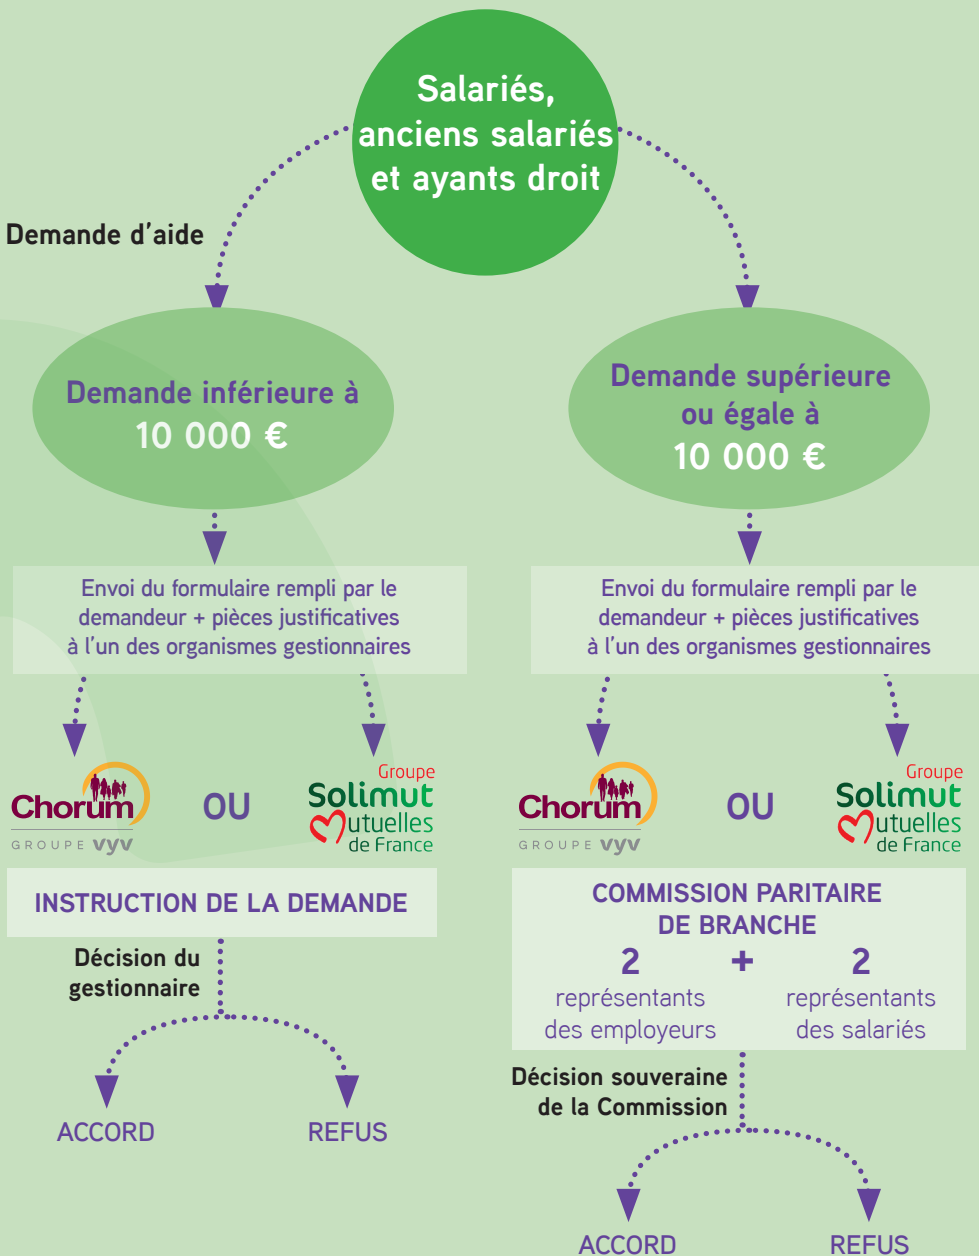 Salariés,
anciens salariés
et ayants droit
Demande d'aide
Demande inférieure à
10 000 €
Demande supérieure
ou égale à
10 000 €
Envoi du formulaire rempli par le
demandeur + pièces justificatives
à l'un des organismes gestionnaires
Envoi du formulaire rempli par le
demandeur + pièces justificatives
à l'un des organismes gestionnaires
Chorum
GROUPE vyv
OU
Groupe
Solimut
Mutuelles
de France
Chorum
GROUPE vyv
OU
Groupe
Solimut
Mutuelles
de France
INSTRUCTION DE LA DEMANDE
Décision du
gestionnaire
ACCORD REFUS
COMMISSION PARITAIRE
DE BRANCHE
2 + 2
représentants représentants
des employeurs des salariés
Décision souveraine
de la Commission
ACCORD REFUS